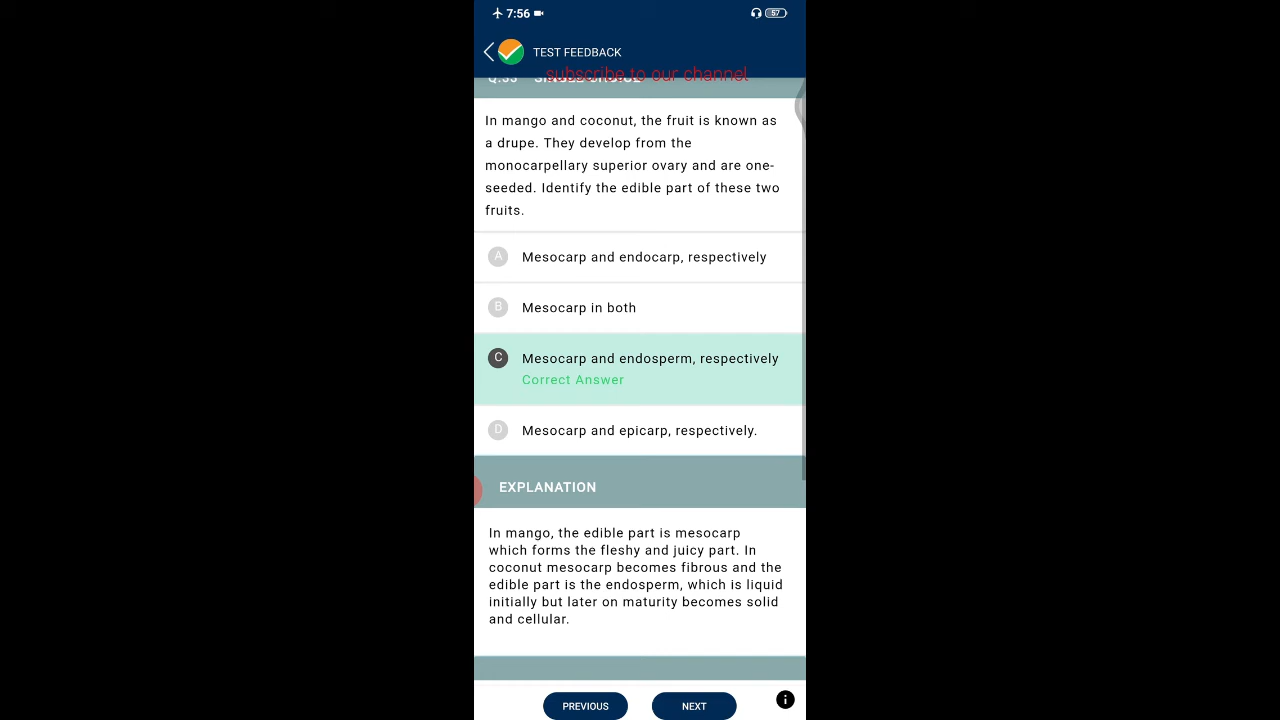 7:56
57
TEST FEEDBACK
subscribe to our channel
In mango and coconut, the fruit is known as
a drupe. They develop from the
monocarpellary superior ovary and are one-
seeded. Identify the edible part of these two
fruits.
A Mesocarp and endocarp, respectively
B Mesocarp in both
C Mesocarp and endosperm, respectively
Correct Answer
D Mesocarp and epicarp, respectively.
EXPLANATION
In mango, the edible part is mesocarp
which forms the fleshy and juicy part. In
coconut mesocarp becomes fibrous and the
edible part is the endosperm, which is liquid
initially but later on maturity becomes solid
and cellular.
PREVIOUS NEXT i